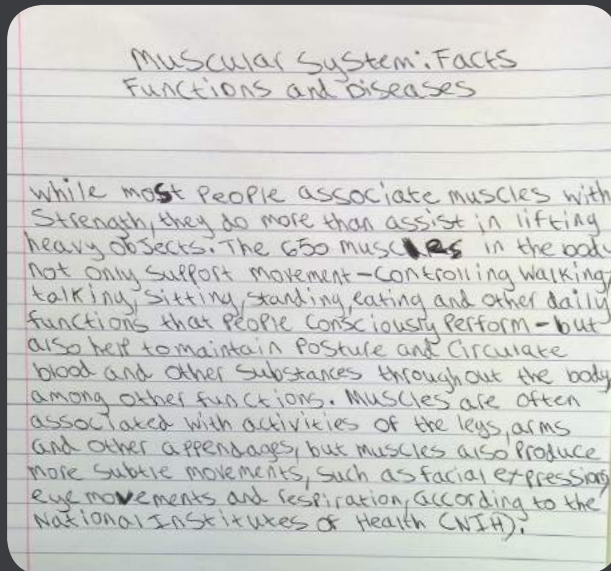 Muscular System: Facts
Functions and Diseases
while most people associate muscles with
Strength, they do more than assist in lifting
heavy objects. The 650 muscles in the body
not only support movement - controlling walking,
talking, sitting, standing, eating and other daily
functions that people consciously perform - but
also help to maintain posture and circulate
blood and other substances throughout the body,
among other functions. Muscles are often
associated with activities of the legs, arms
and other appendages, but muscles also produce
more subtle movements, such as facial expressions,
eye movements and respiration, according to the
National Institutes of Health (NIH).